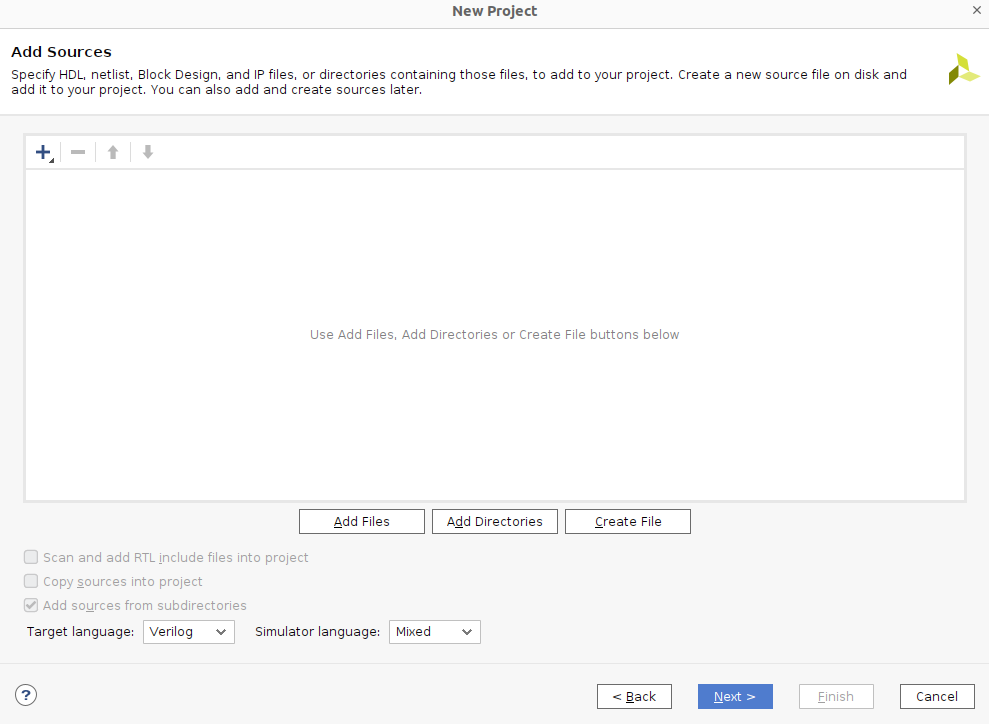 New Project
Add Sources
Specify HDL, netlist, Block Design, and IP files, or directories containing those files, to add to your project. Create a new source file on disk and
add it to your project. You can also add and create sources later.
Use Add Files, Add Directories or Create File buttons below
Add Files Add Directories Create File
Scan and add RTL include files into project
Copy sources into project
Add sources from subdirectories
Target language: Verilog Simulator language: Mixed
? < Back Next > Finish Cancel